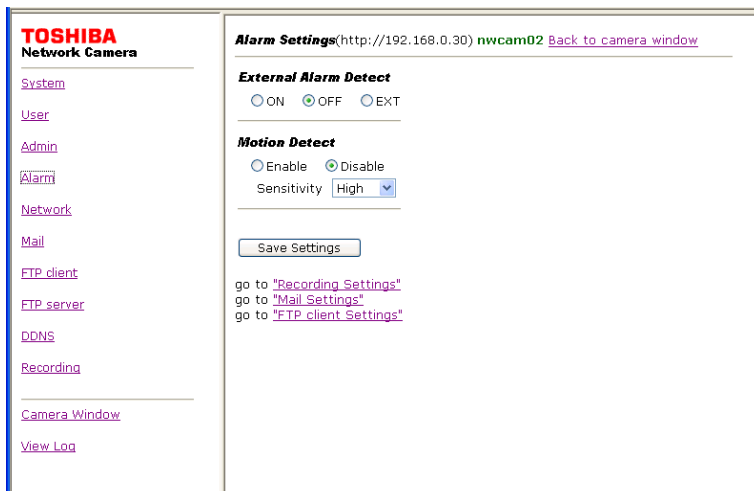 TOSHIBA
Network Camera
System
User
Admin
Alarm
Network
Mail
FTP client
FTP server
DDNS
Recording
Camera Window
View Log
Alarm Settings(http://192.168.0.30) nwcam02 Back to camera window
External Alarm Detect
ON OFF EXT
Motion Detect
Enable Disable
Sensitivity High
Save Settings
go to "Recording Settings"
go to "Mail Settings"
go to "FTP client Settings"